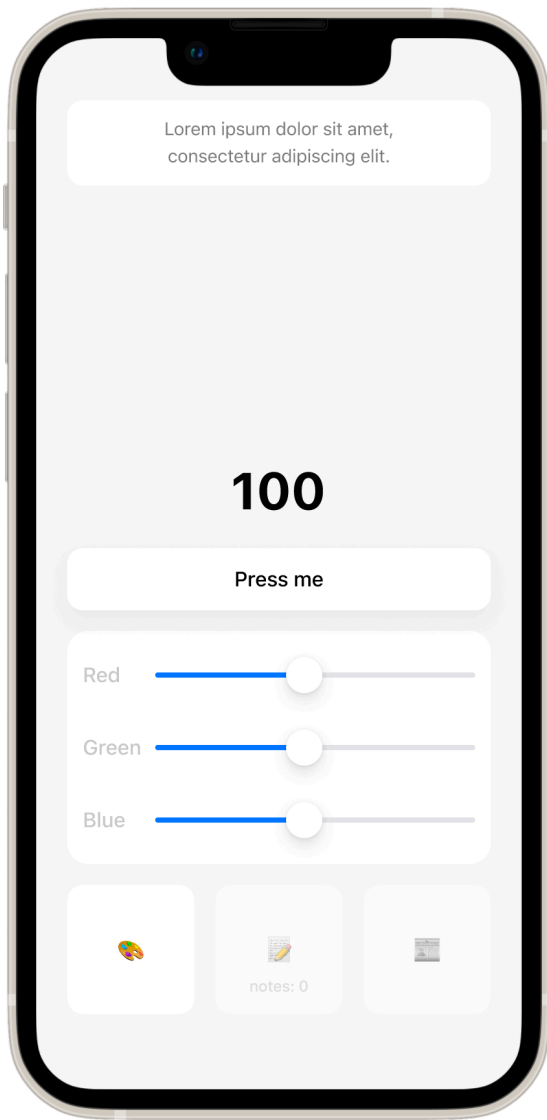 Lorem ipsum dolor sit amet,
consectetur adipiscing elit.
100
Press me
Red
Green
Blue
notes: 0